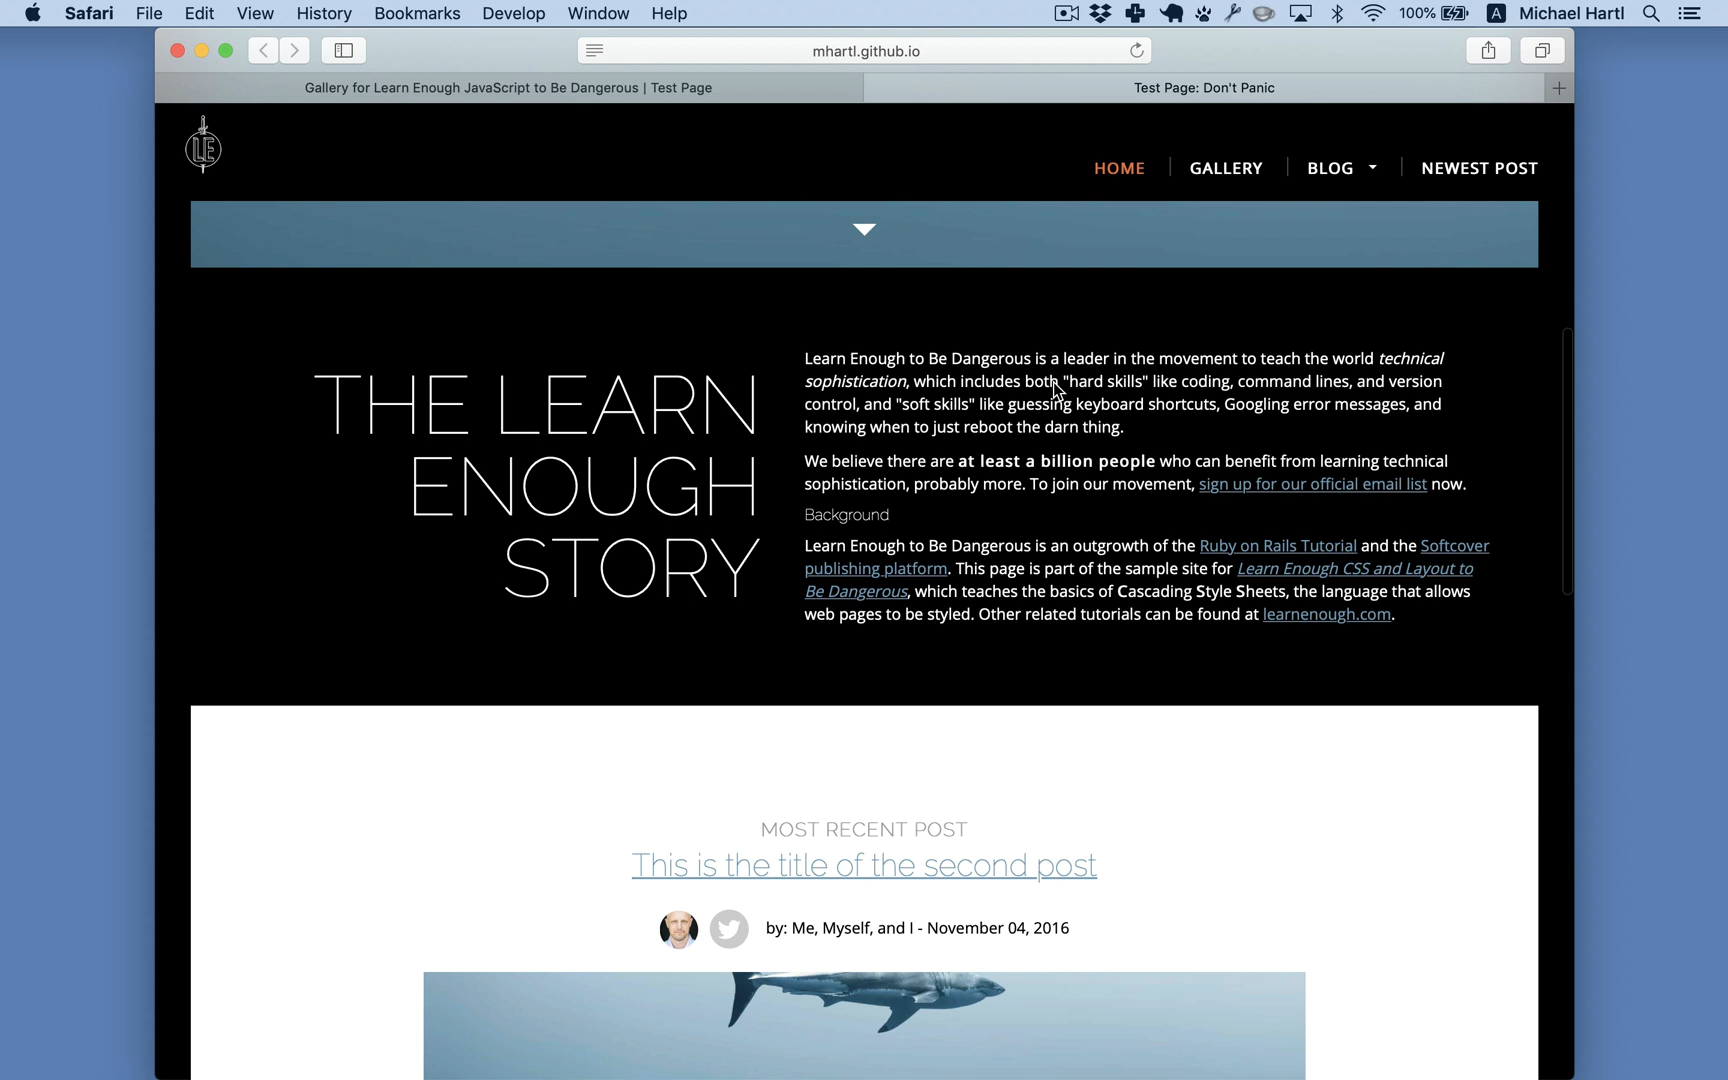 Safari File Edit View History Bookmarks Develop Window Help 100% A Michael Hartl
mhartl.github.io
Gallery for Learn Enough JavaScript to Be Dangerous | Test Page
Test Page: Don't Panic
LE
HOME
GALLERY
BLOG
NEWEST POST
THE LEARN
ENOUGH
STORY
Learn Enough to Be Dangerous is a leader in the movement to teach the world technical
sophistication, which includes both "hard skills" like coding, command lines, and version
control, and "soft skills" like guessing keyboard shortcuts, Googling error messages, and
knowing when to just reboot the darn thing.
We believe there are at least a billion people who can benefit from learning technical
sophistication, probably more. To join our movement, sign up for our official email list now.
Background
Learn Enough to Be Dangerous is an outgrowth of the Ruby on Rails Tutorial and the Softcover
publishing platform. This page is part of the sample site for Learn Enough CSS and Layout to
Be Dangerous, which teaches the basics of Cascading Style Sheets, the language that allows
web pages to be styled. Other related tutorials can be found at learnenough.com.
MOST RECENT POST
This is the title of the second post
by: Me, Myself, and I - November 04, 2016